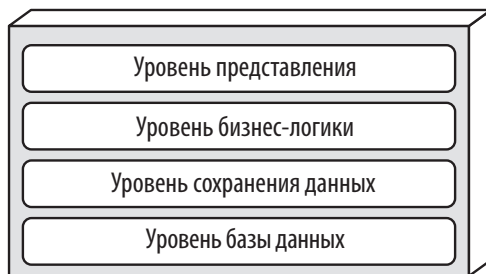 Уровень представления
Уровень бизнес-логики
Уровень сохранения данных
Уровень базы данных